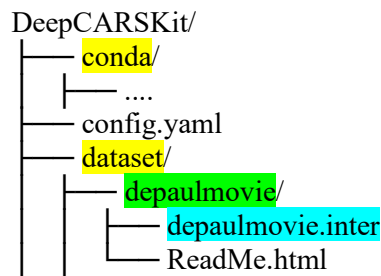 DeepCARSKit/
├── conda/
│   ├── ....
├── config.yaml
├── dataset/
│   ├── depaulmovie/
│   │   ├── depaulmovie.inter
│   │   ├── ReadMe.html